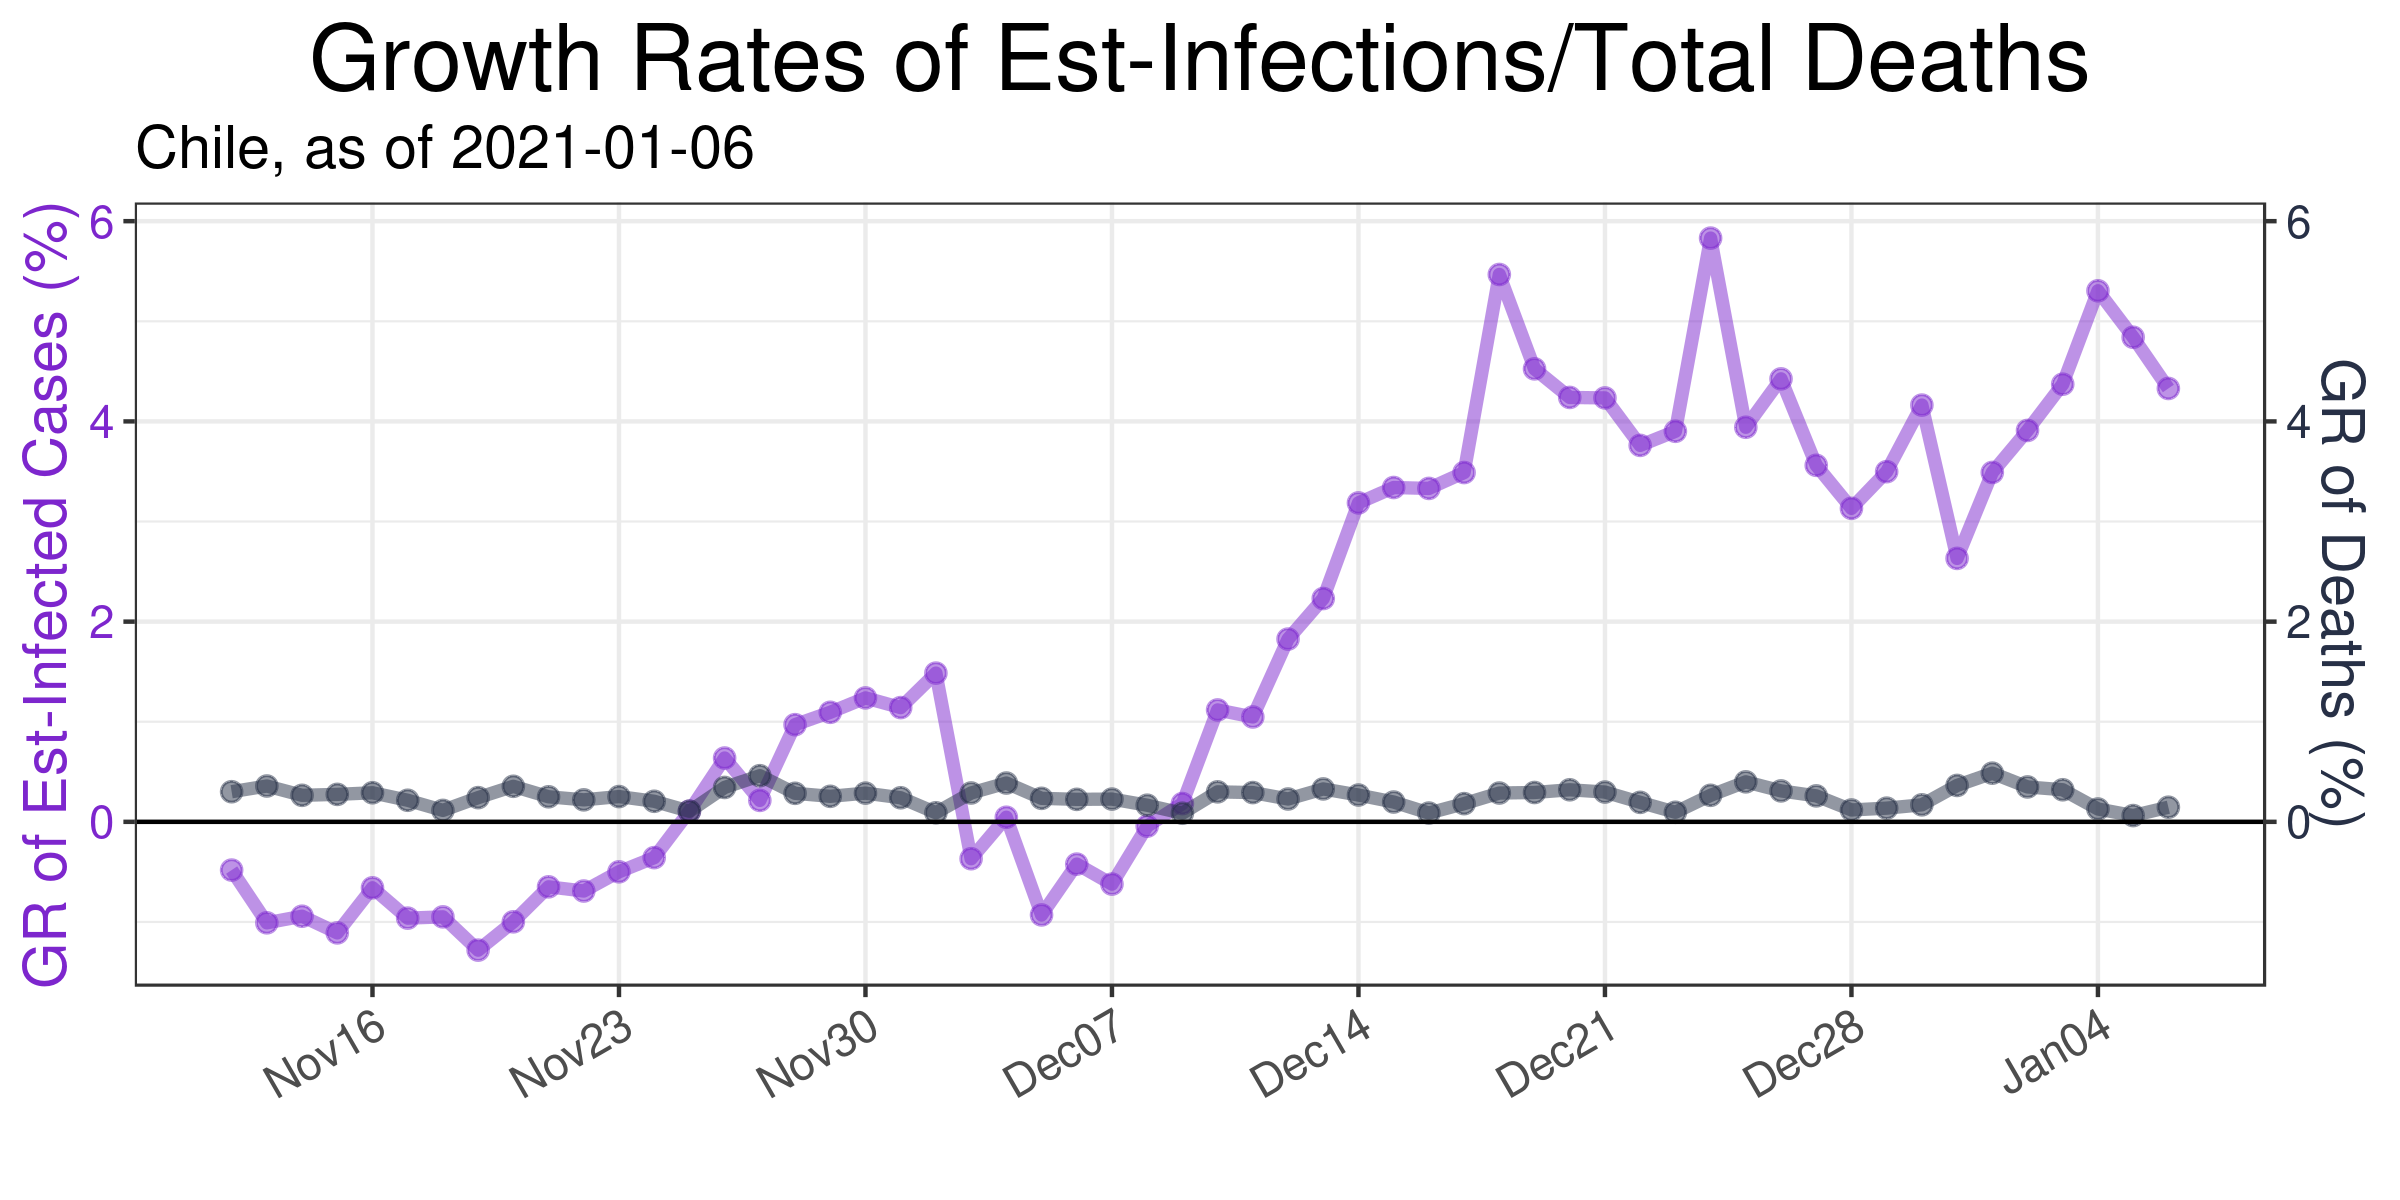 Growth Rates of Est-Infections/Total Deaths
Chile, as of 2021-01-06
GR of Est-Infected Cases (%)
6
4
2
0
6
4
2
0
GR of Deaths (%)
Nov16
Nov23
Nov30
Dec07
Dec14
Dec21
Dec28
Jan04